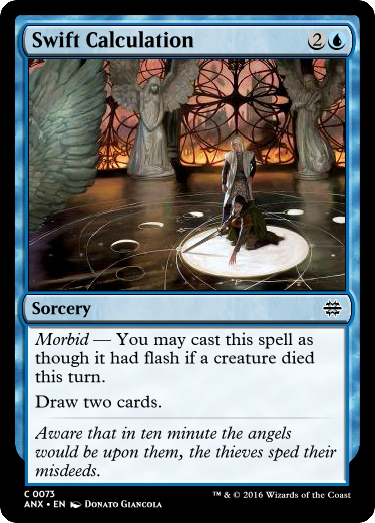 Swift Calculation 2
Sorcery
Morbid — You may cast this spell as
though it had flash if a creature died
this turn.
Draw two cards.
Aware that in ten minute the angels
would be upon them, the thieves sped their
misdeeds.
C 0073
ANX • EN Donato Giancola
™ & © 2016 Wizards of the Coast